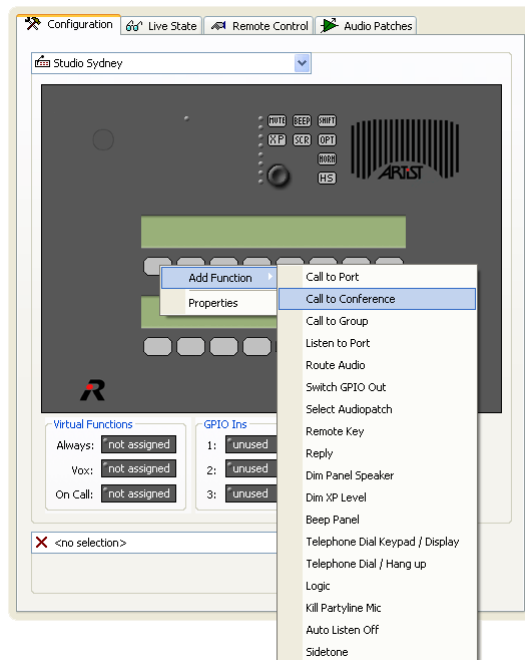 Configuration Live State Remote Control Audio Patches
Studio Sydney
MUTE BEEP SHIFT
XP SCR OPT
NORM
HS
ARTIST
Add Function
Properties
Call to Port
Call to Conference
Call to Group
Listen to Port
Route Audio
Switch GPIO Out
Select Audiopatch
Remote Key
Reply
Dim Panel Speaker
Dim XP Level
Beep Panel
Telephone Dial Keypad / Display
Telephone Dial / Hang up
Logic
Kill Partyline Mic
Auto Listen Off
Sidetone
R
Virtual Functions
Always: not assigned
Vox: not assigned
On Call: not assigned
GPIO Ins
1: unused
2: unused
3: unused
<no selection>